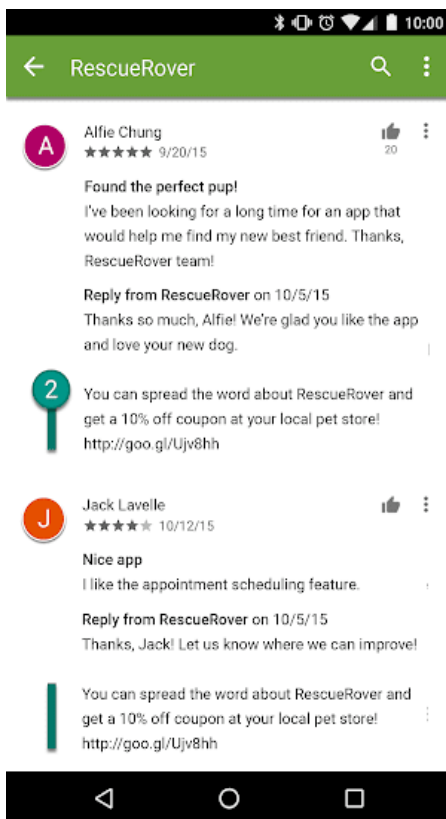 10:00
RescueRover
A
Alfie Chung
★★★★★ 9/20/15
20
Found the perfect pup!
I've been looking for a long time for an app that
would help me find my new best friend. Thanks,
RescueRover team!
Reply from RescueRover on 10/5/15
Thanks so much, Alfie! We're glad you like the app
and love your new dog.
2
You can spread the word about RescueRover and
get a 10% off coupon at your local pet store!
http://goo.gl/Ujv8hh
J
Jack Lavelle
★★★★★ 10/12/15
Nice app
I like the appointment scheduling feature.
Reply from RescueRover on 10/5/15
Thanks, Jack! Let us know where we can improve!
You can spread the word about RescueRover and
get a 10% off coupon at your local pet store!
http://goo.gl/Ujv8hh